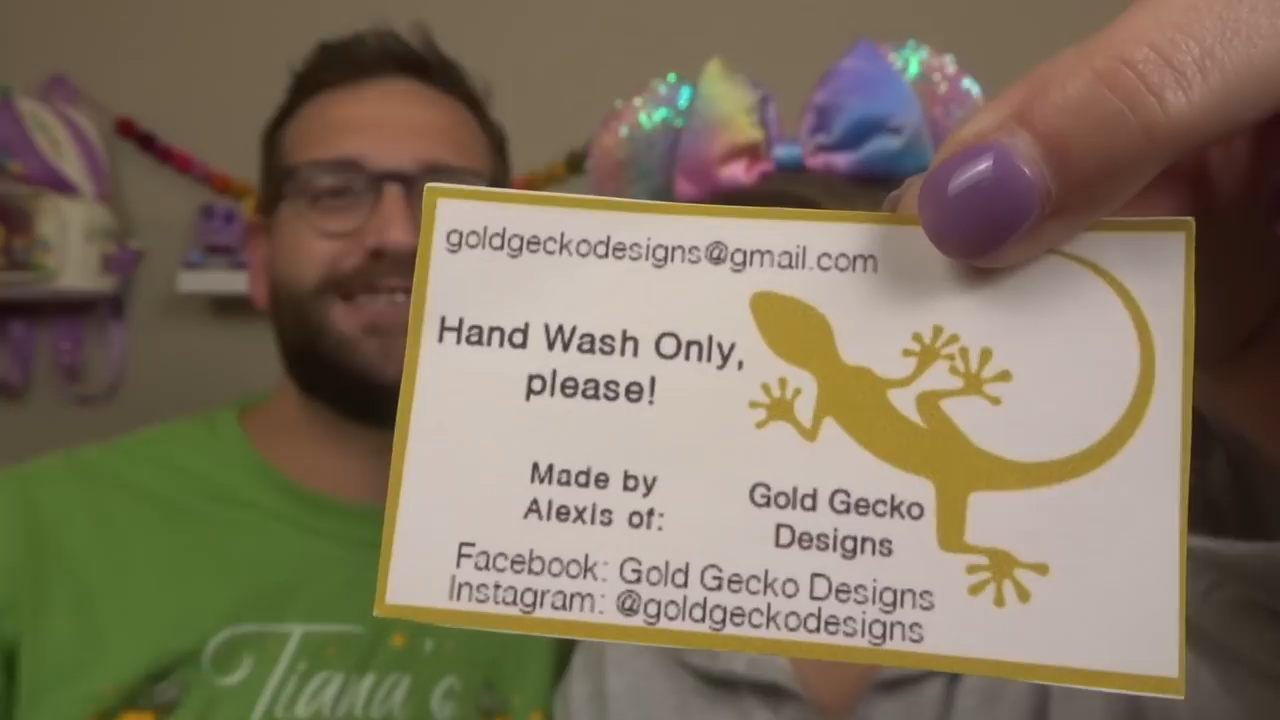 goldgeckodesigns@gmail.com
Hand Wash Only,
please!
Made by
Alexis of:
Gold Gecko
Designs
Facebook: Gold Gecko Designs
Instagram: @goldgeckodesigns
Tiana's